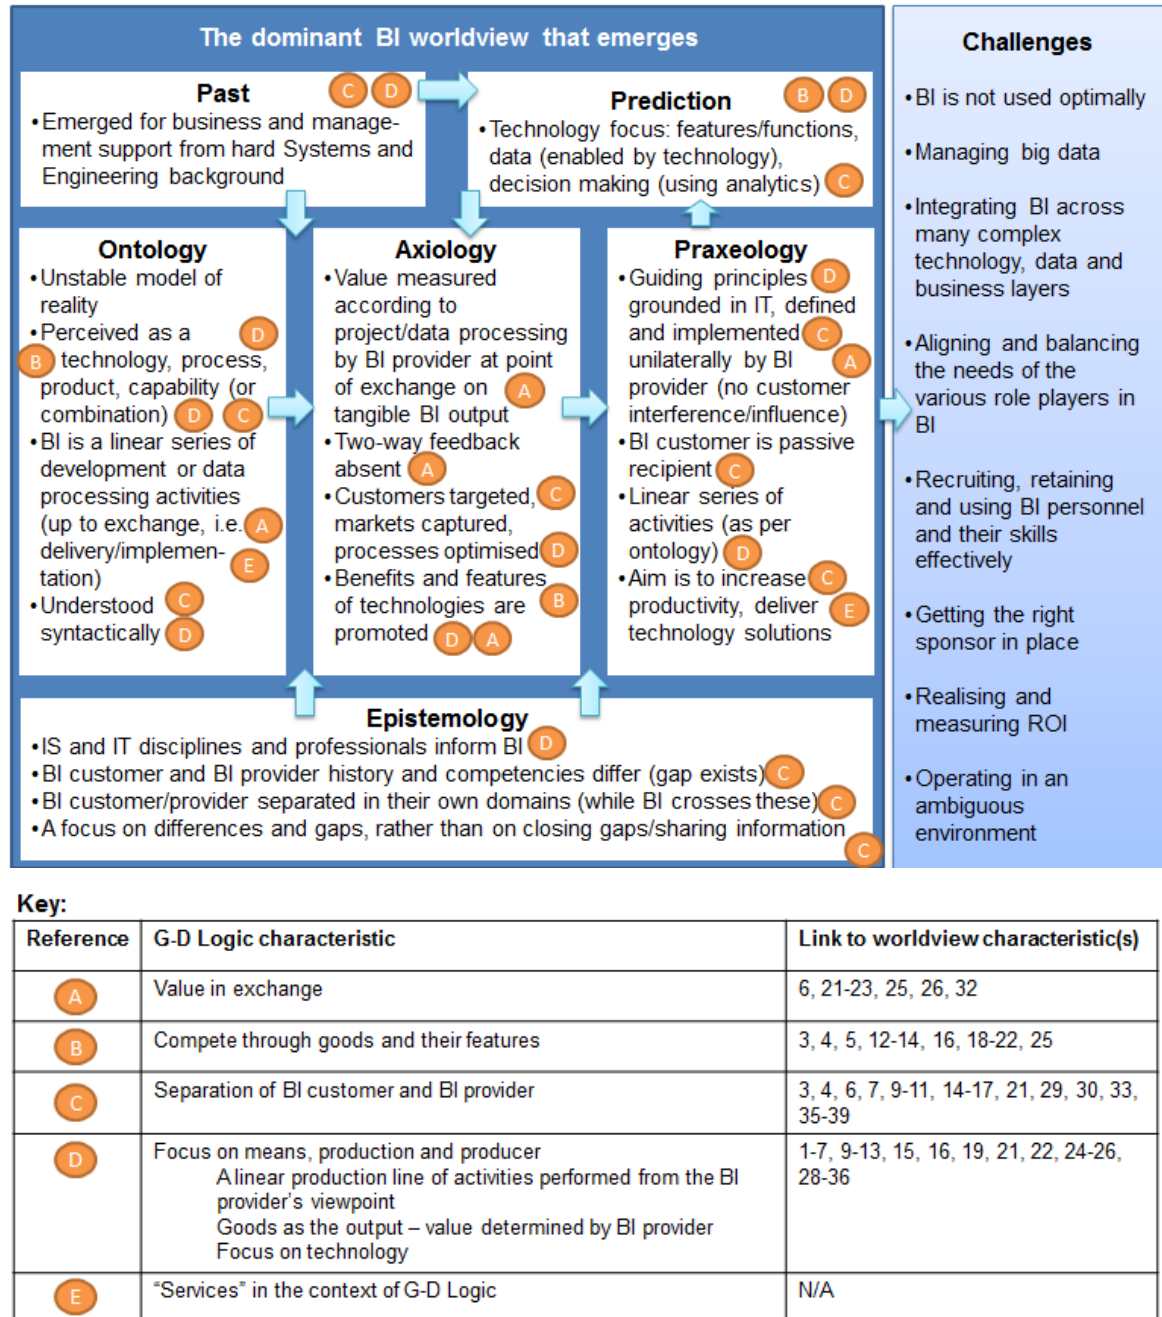 The dominant BI worldview that emerges
Past
C D
•Emerged for business and manage-
ment support from hard Systems and
Engineering background
Prediction
B D
•Technology focus: features/functions,
data (enabled by technology),
decision making (using analytics) C
Ontology
•Unstable model of
reality
•Perceived as a D
B technology, process,
product, capability (or
combination) D C
•BI is a linear series of
development or data
processing activities
(up to exchange, i.e. A
delivery/implemen- E
tation)
•Understood C
syntactically D
Axiology
•Value measured
according to
project/data processing
by BI provider at point
of exchange on A
tangible BI output
•Two-way feedback
absent A
•Customers targeted, C
markets captured,
processes optimised D
•Benefits and features
of technologies are B
promoted D A
Praxeology
•Guiding principles D
grounded in IT, defined
and implemented C
unilaterally by BI A
provider (no customer
interference/influence)
•BI customer is passive
recipient C
•Linear series of
activities (as per
ontology) D
•Aim is to increase C
productivity, deliver E
technology solutions
Epistemology
•IS and IT disciplines and professionals inform BI D
•BI customer and BI provider history and competencies differ (gap exists) C
•BI customer/provider separated in their own domains (while BI crosses these) C
•A focus on differences and gaps, rather than on closing gaps/sharing information
C
Challenges
•BI is not used optimally
•Managing big data
•Integrating BI across
many complex
technology, data and
business layers
•Aligning and balancing
the needs of the
various role players in
BI
•Recruiting, retaining
and using BI personnel
and their skills
effectively
•Getting the right
sponsor in place
•Realising and
measuring ROI
•Operating in an
ambiguous
environment
Key:
Reference G-D Logic characteristic Link to worldview characteristic(s)
A Value in exchange 6, 21-23, 25, 26, 32
B Compete through goods and their features 3, 4, 5, 12-14, 16, 18-22, 25
C Separation of BI customer and BI provider 3, 4, 6, 7, 9-11, 14-17, 21, 29, 30, 33,
35-39
D Focus on means, production and producer 1-7, 9-13, 15, 16, 19, 21, 22, 24-26,
28-36
A linear production line of activities performed from the BI
provider's viewpoint
Goods as the output – value determined by BI provider
Focus on technology
E "Services" in the context of G-D Logic N/A